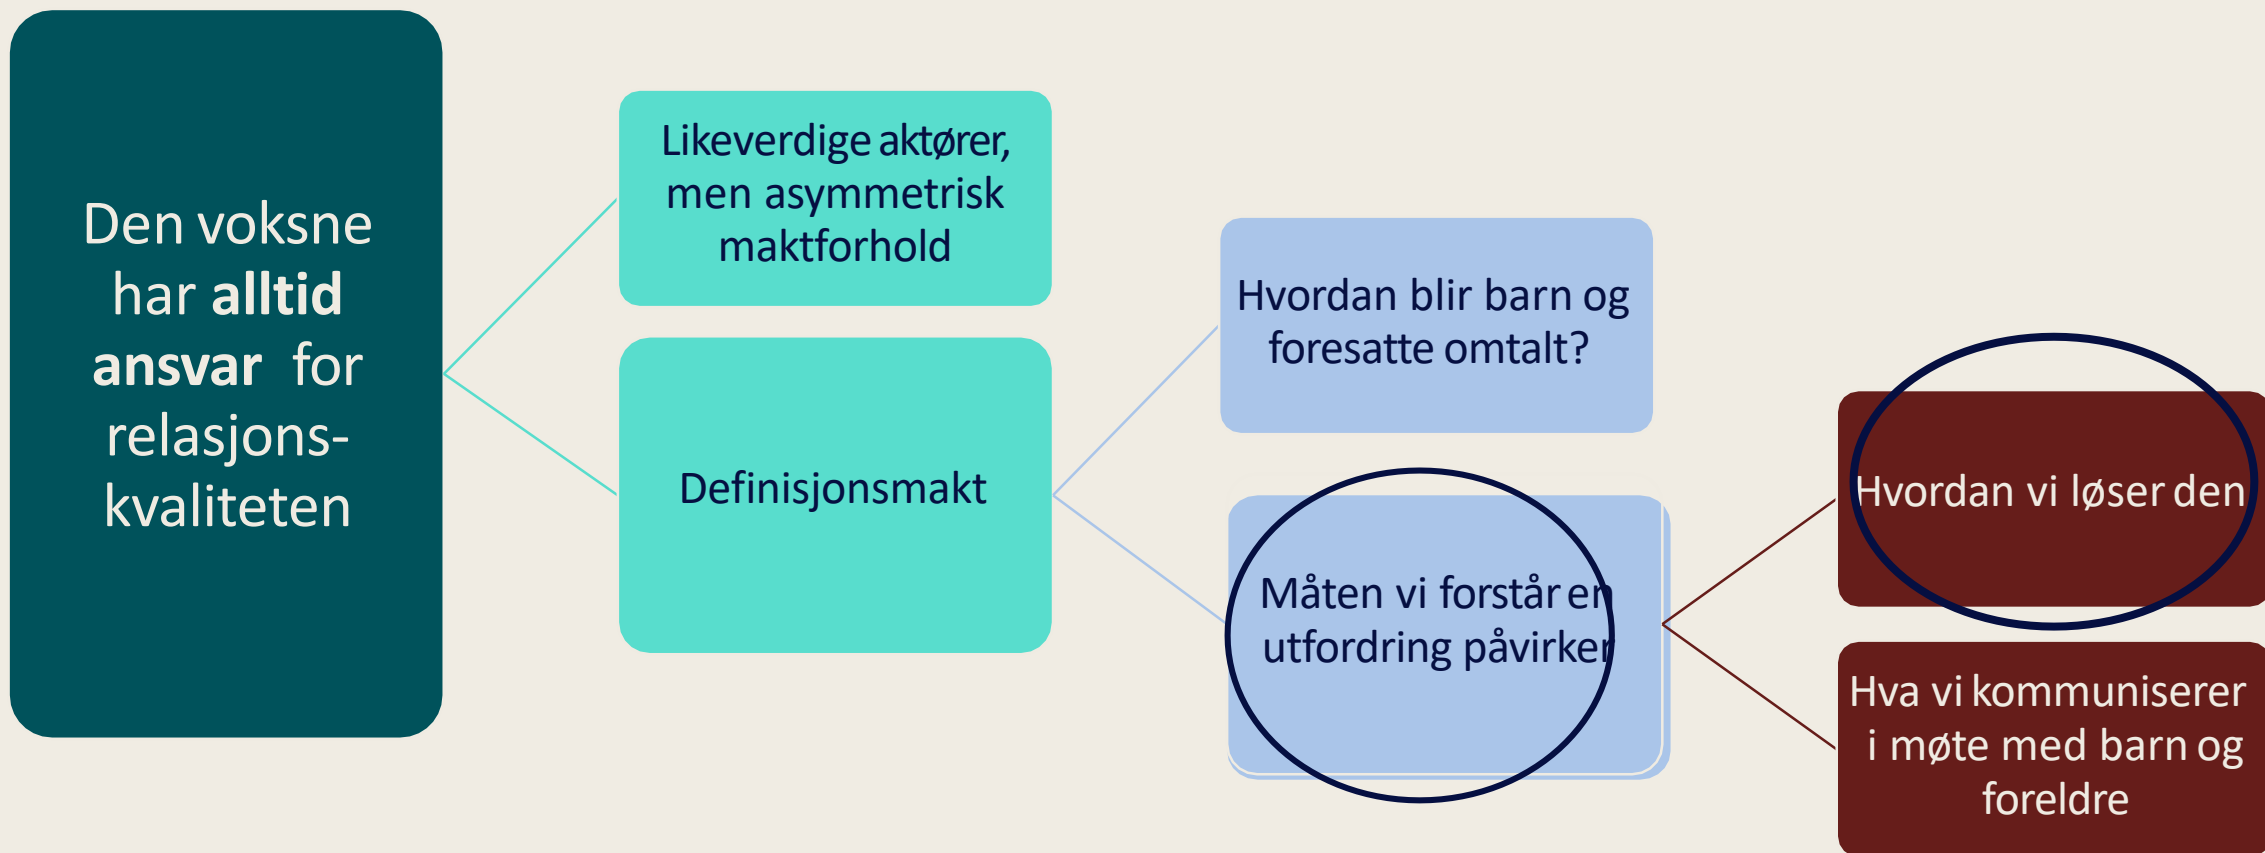 Den voksne
har alltid
ansvar for
relasjons-
kvaliteten
Likeverdige aktører,
men asymmetrisk
maktforhold
Definisjonsmakt
Hvordan blir barn og
foresatte omtalt?
Måten vi forstår en
utfordring påvirker
Hvordan vi løser den
Hva vi kommuniserer
i møte med barn og
foreldre